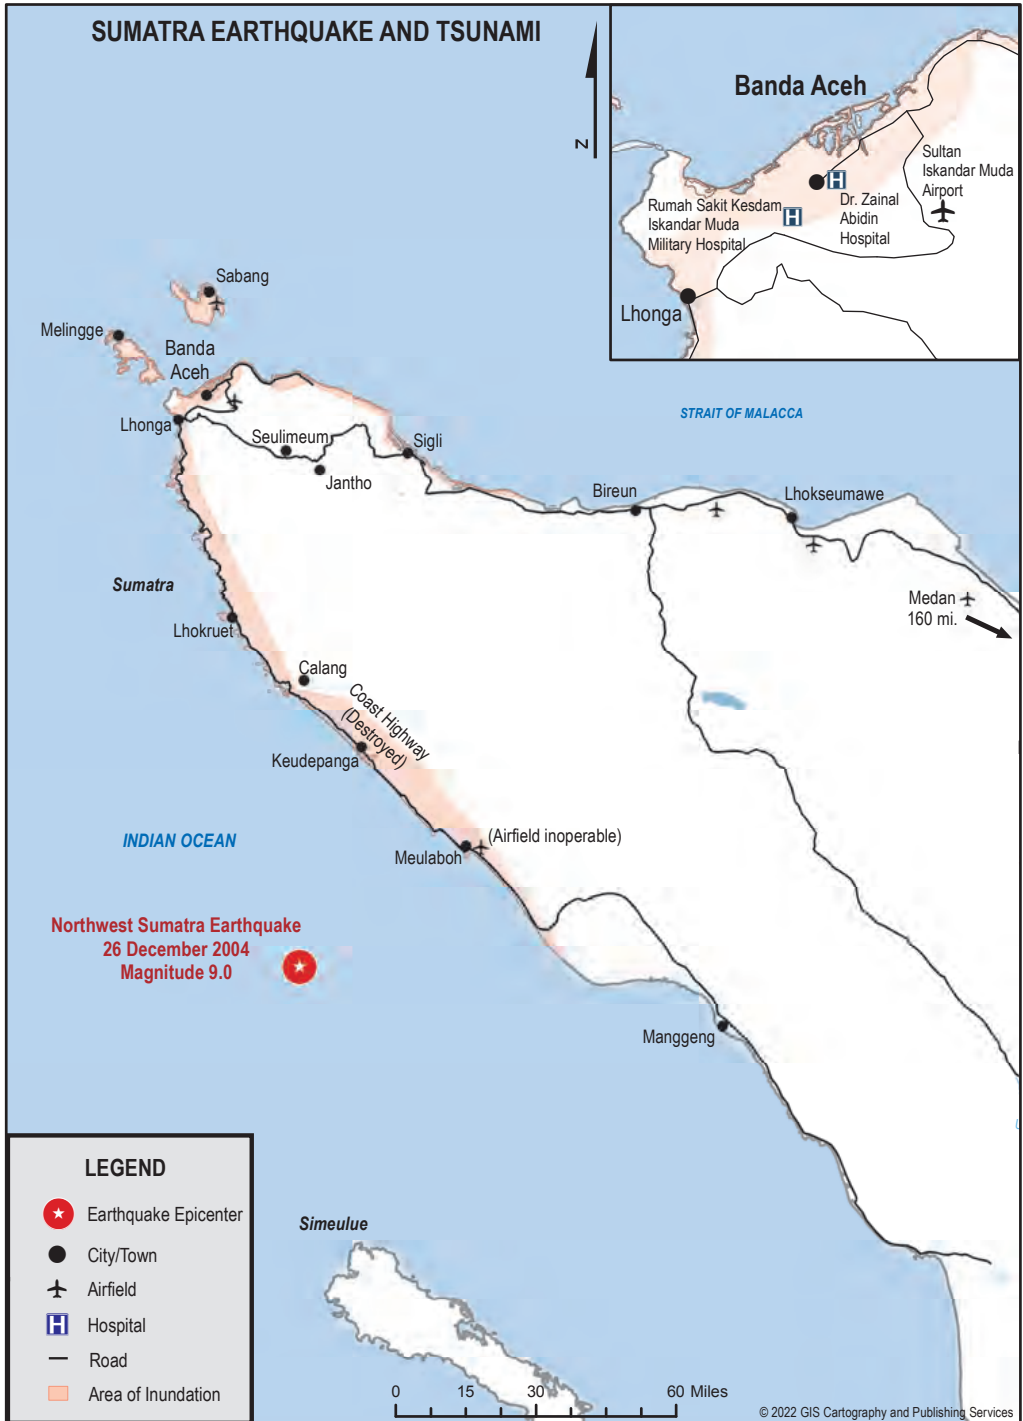 SUMATRA EARTHQUAKE AND TSUNAMI
N
Banda Aceh
Sultan
Iskandar Muda
Airport
H
Rumah Sakit Kesdam
Iskandar Muda
Military Hospital
H
Dr. Zainal
Abidin
Hospital
Lhonga
Sabang
Melingge
Banda
Aceh
Lhonga
STRAIT OF MALACCA
Seulimeum
Sigli
Jantho
Bireun
Lhokseumawe
Sumatra
Medan
160 mi.
Lhokruet
Calang
Coast Highway
(Destroyed)
Keudepanga
INDIAN OCEAN
(Airfield inoperable)
Meulaboh
Northwest Sumatra Earthquake
26 December 2004
Magnitude 9.0
Manggeng
LEGEND
Earthquake Epicenter
City/Town
Airfield
H Hospital
Road
Area of Inundation
Simeulue
0 15 30 60 Miles
© 2022 GIS Cartography and Publishing Services